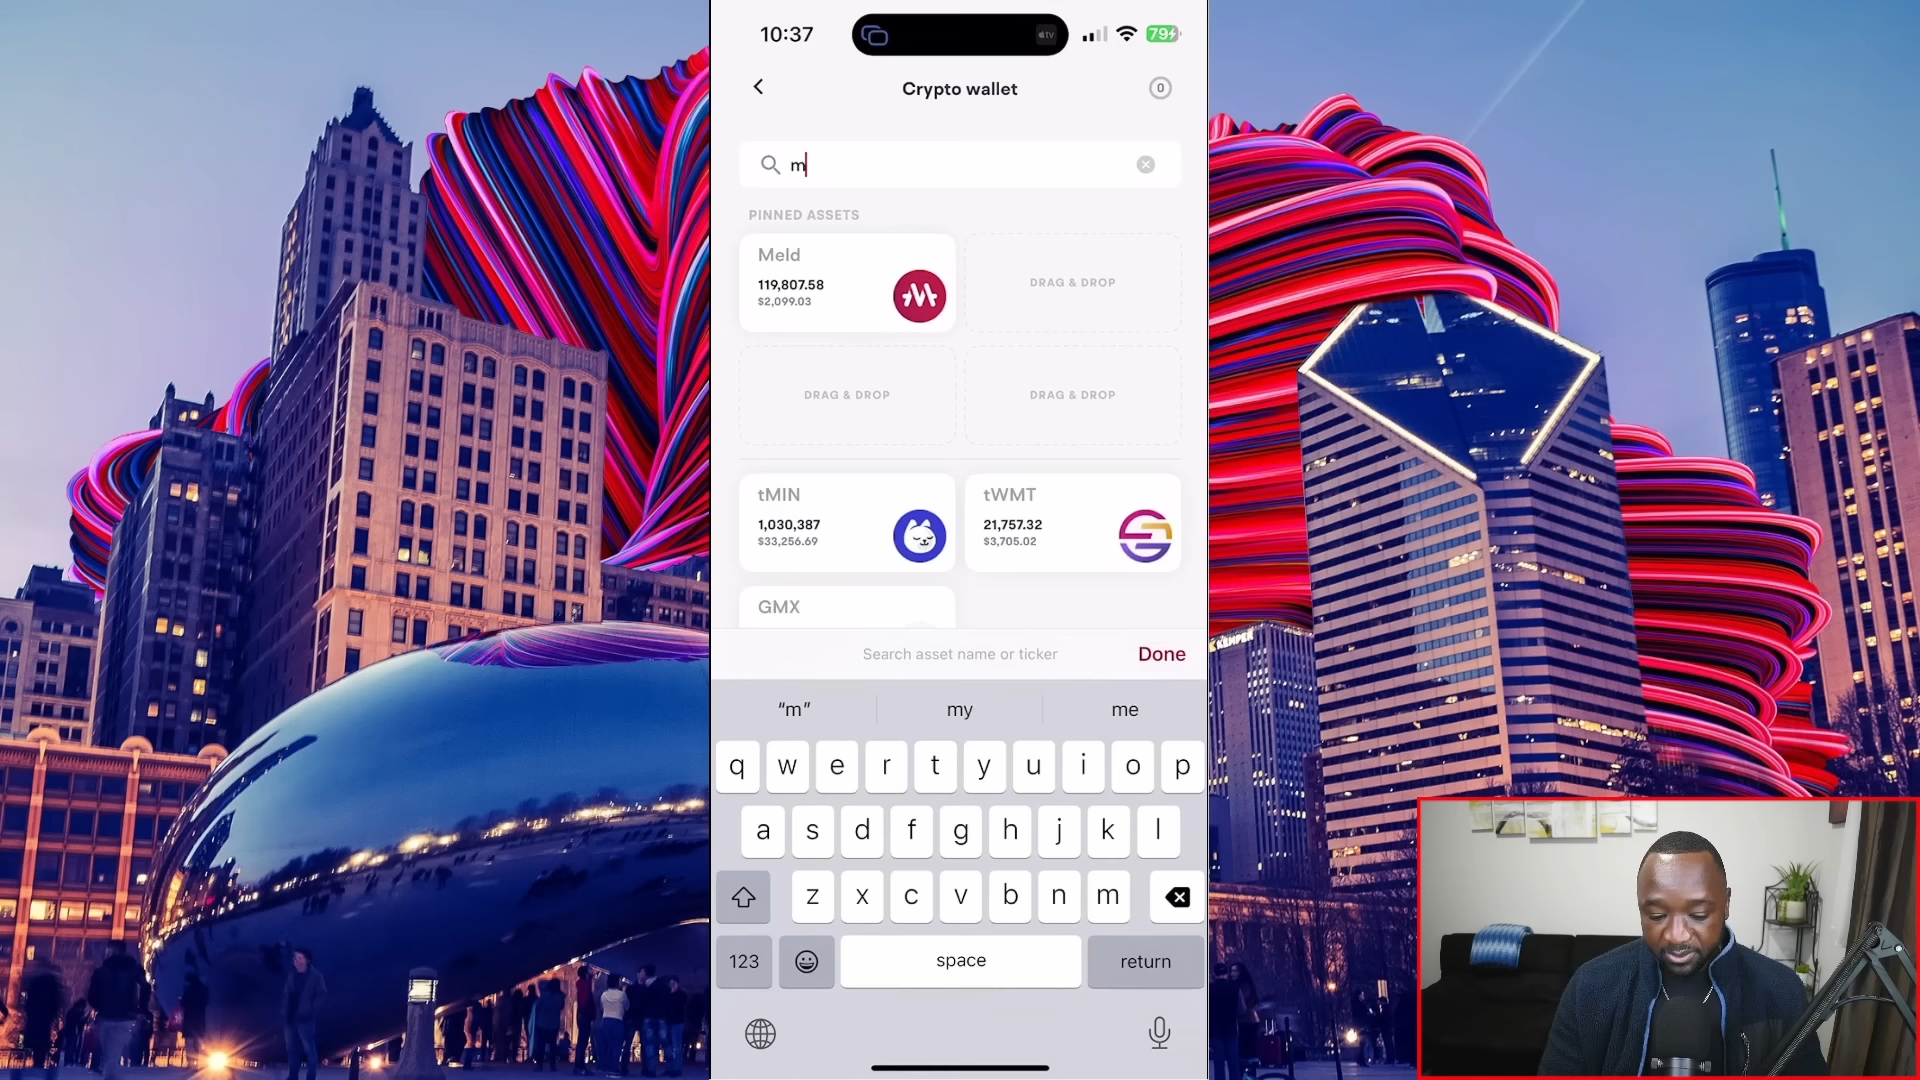 10:37
tv
79
Crypto wallet
0
m
PINNED ASSETS
Meld
119,807.58
$2,099.03
DRAG & DROP
DRAG & DROP
DRAG & DROP
tMIN
1,030,387
$33,256.69
tWMT
21,757.32
$3,705.02
GMX
Search asset name or ticker
Done
“m”
my
me
q w e r t y u i o p
a s d f g h j k l
z x c v b n m
123
space
return
KEMPER